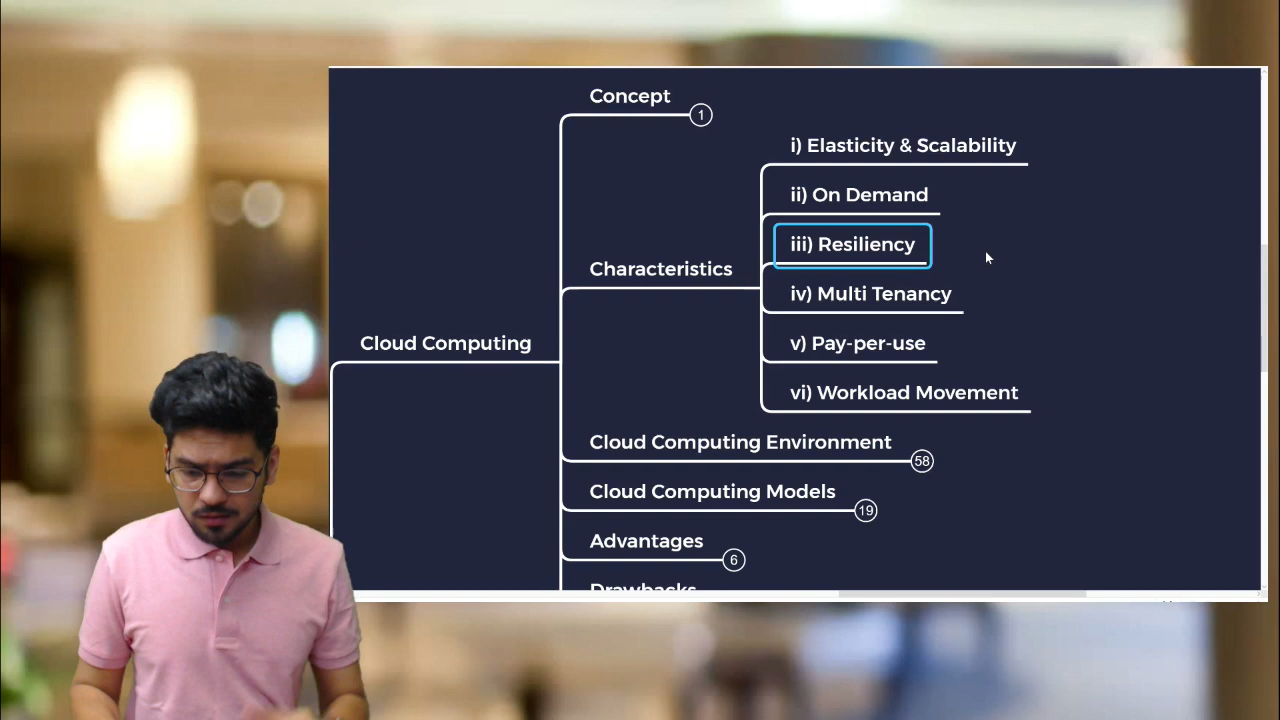 Concept
1
i) Elasticity & Scalability
ii) On Demand
iii) Resiliency
Characteristics
iv) Multi Tenancy
Cloud Computing
v) Pay-per-use
vi) Workload Movement
Cloud Computing Environment
58
Cloud Computing Models
19
Advantages
6
Drawbacks